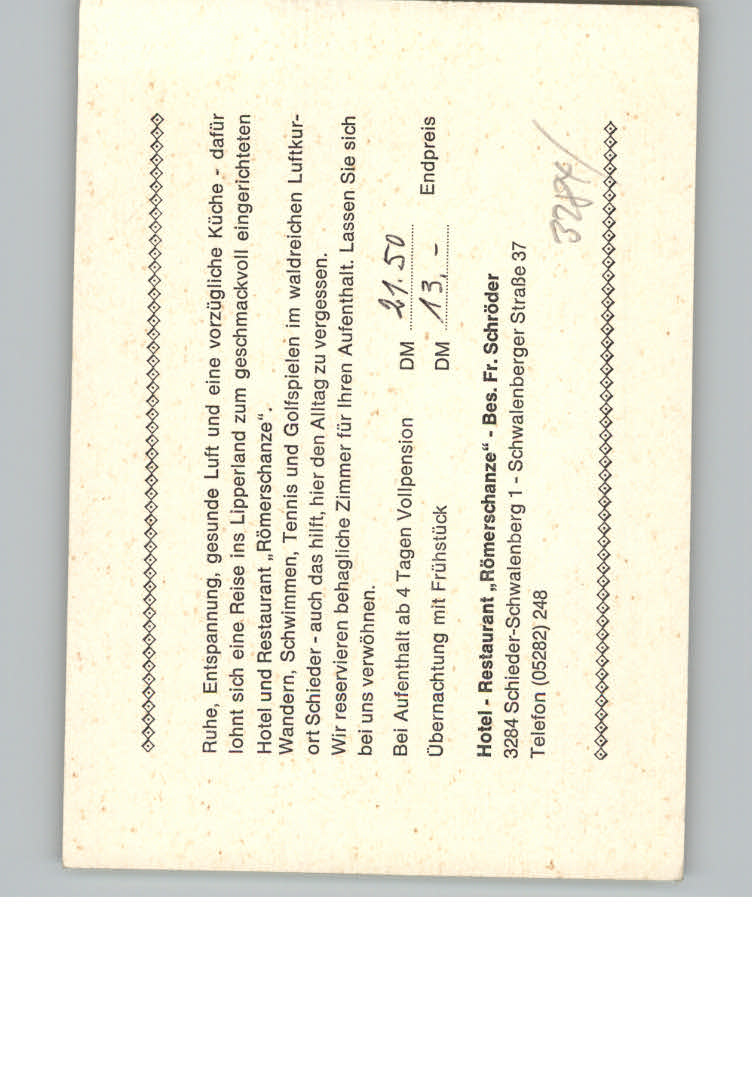 Ruhe, Entspannung, gesunde Luft und eine vorzügliche Küche - dafür
lohnt sich eine Reise ins Lipperland zum geschmackvoll eingerichteten
Hotel und Restaurant „Römerschanze“.
Wandern, Schwimmen, Tennis und Golfspielen im waldreichen Luftkur-
ort Schieder - auch das hilft, hier den Alltag zu vergessen.
Wir reservieren behagliche Zimmer für Ihren Aufenthalt. Lassen Sie sich
bei uns verwöhnen.
Bei Aufenthalt ab 4 Tagen Vollpension DM 21.50
Übernachtung mit Frühstück DM 13,- Endpreis
Hotel - Restaurant „Römerschanze“ - Bes. Fr. Schröder
3284 Schieder-Schwalenberg 1 - Schwalenberger Straße 37
Telefon (05282) 248